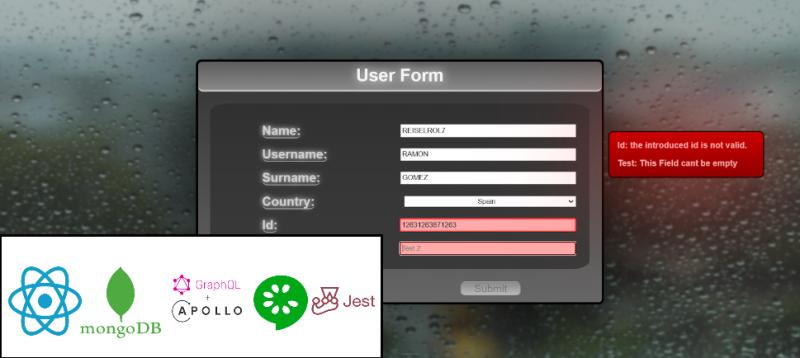 User Form
Name:
REISELROL7
Username:
RAMON
Surname:
GOMEZ
Country:
Spain
Id:
12631263871263
Test 2
Submit
Id: the introduced id is not valid.
Test: This Field cant be empty
mongoDB
GraphQL
+
APOLLO
Jest